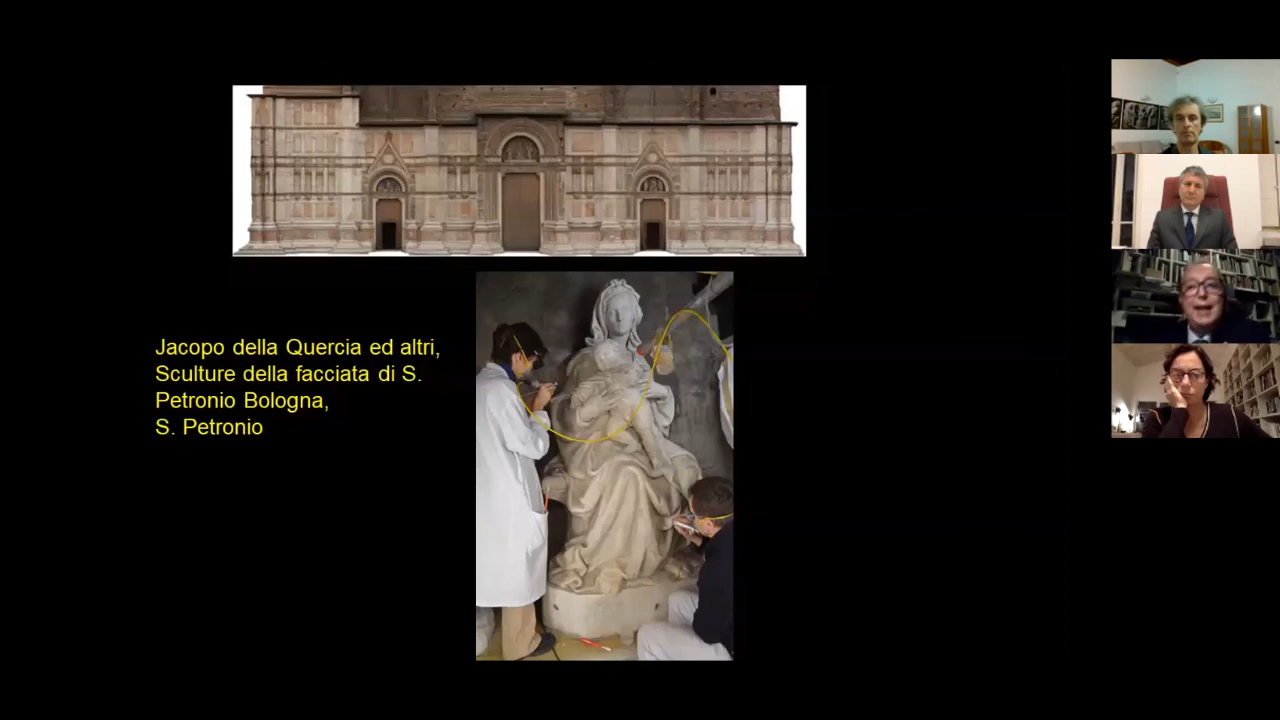 Jacopo della Quercia ed altri,
Sculture della facciata di S.
Petronio Bologna,
S. Petronio